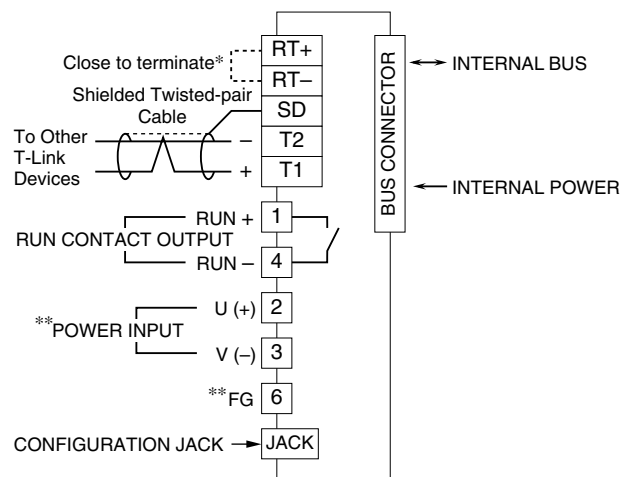 Close to terminate*
RT+
RT–
Shielded Twisted-pair
Cable
SD
To Other
T-Link
Devices
– T2
+ T1
BUS CONNECTOR
INTERNAL BUS
INTERNAL POWER
RUN CONTACT OUTPUT
RUN + 1
RUN – 4
**POWER INPUT
U (+) 2
V (–) 3
**FG 6
CONFIGURATION JACK JACK